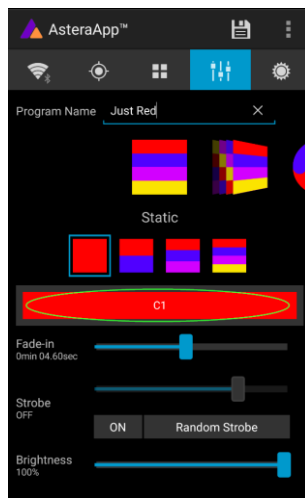 AsteraApp™
Program Name Just Red
Static
C1
Fade-in
0min 04.60sec
Strobe
OFF
ON Random Strobe
Brightness
100%